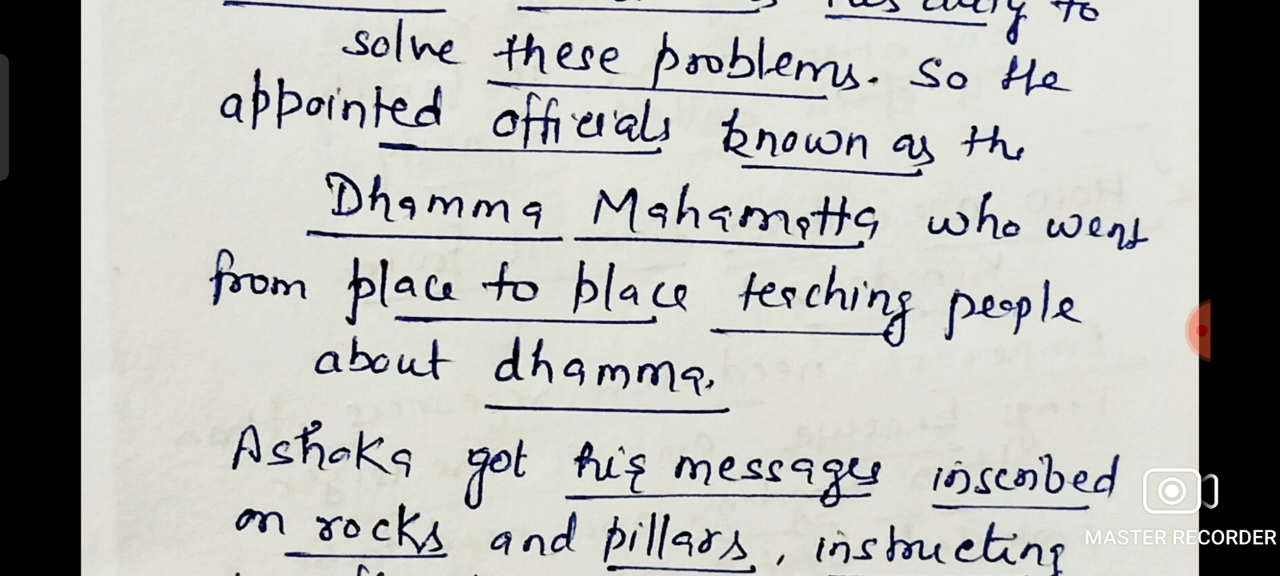 to
solve these problems. So He
appointed officials known as the
Dhamma Mahamatta who went
from place to place teaching people
about dhamma.
Ashoka got his messages inscribed
on rocks and pillars, instructing
MASTER RECORDER